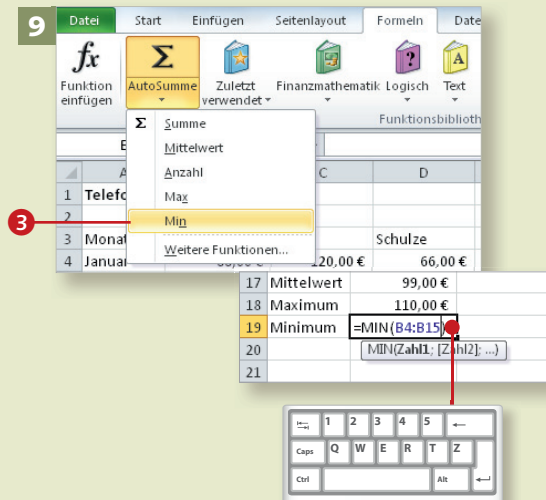 9
Datei Start Einfügen Seitenlayout Formeln Date
fx Σ ? A
Funktion einfügen AutoSumme Zuletzt verwendet Finanzmathematik Logisch Text
Funktionsbiblioth
Σ Summe
Mittelwert
Anzahl
Max
3 Min
Weitere Funktionen...
C D
1 Telefo
2
3 Monat Schulze
4 Januar 120,00 € 66,00 €
17 Mittelwert 99,00 €
18 Maximum 110,00 €
19 Minimum =MIN(B4:B15)
20 MIN(Zahl1; [Zahl2]; ...)
21
1 2 3 4 5
Caps Q W E R T Z
Ctrl Alt